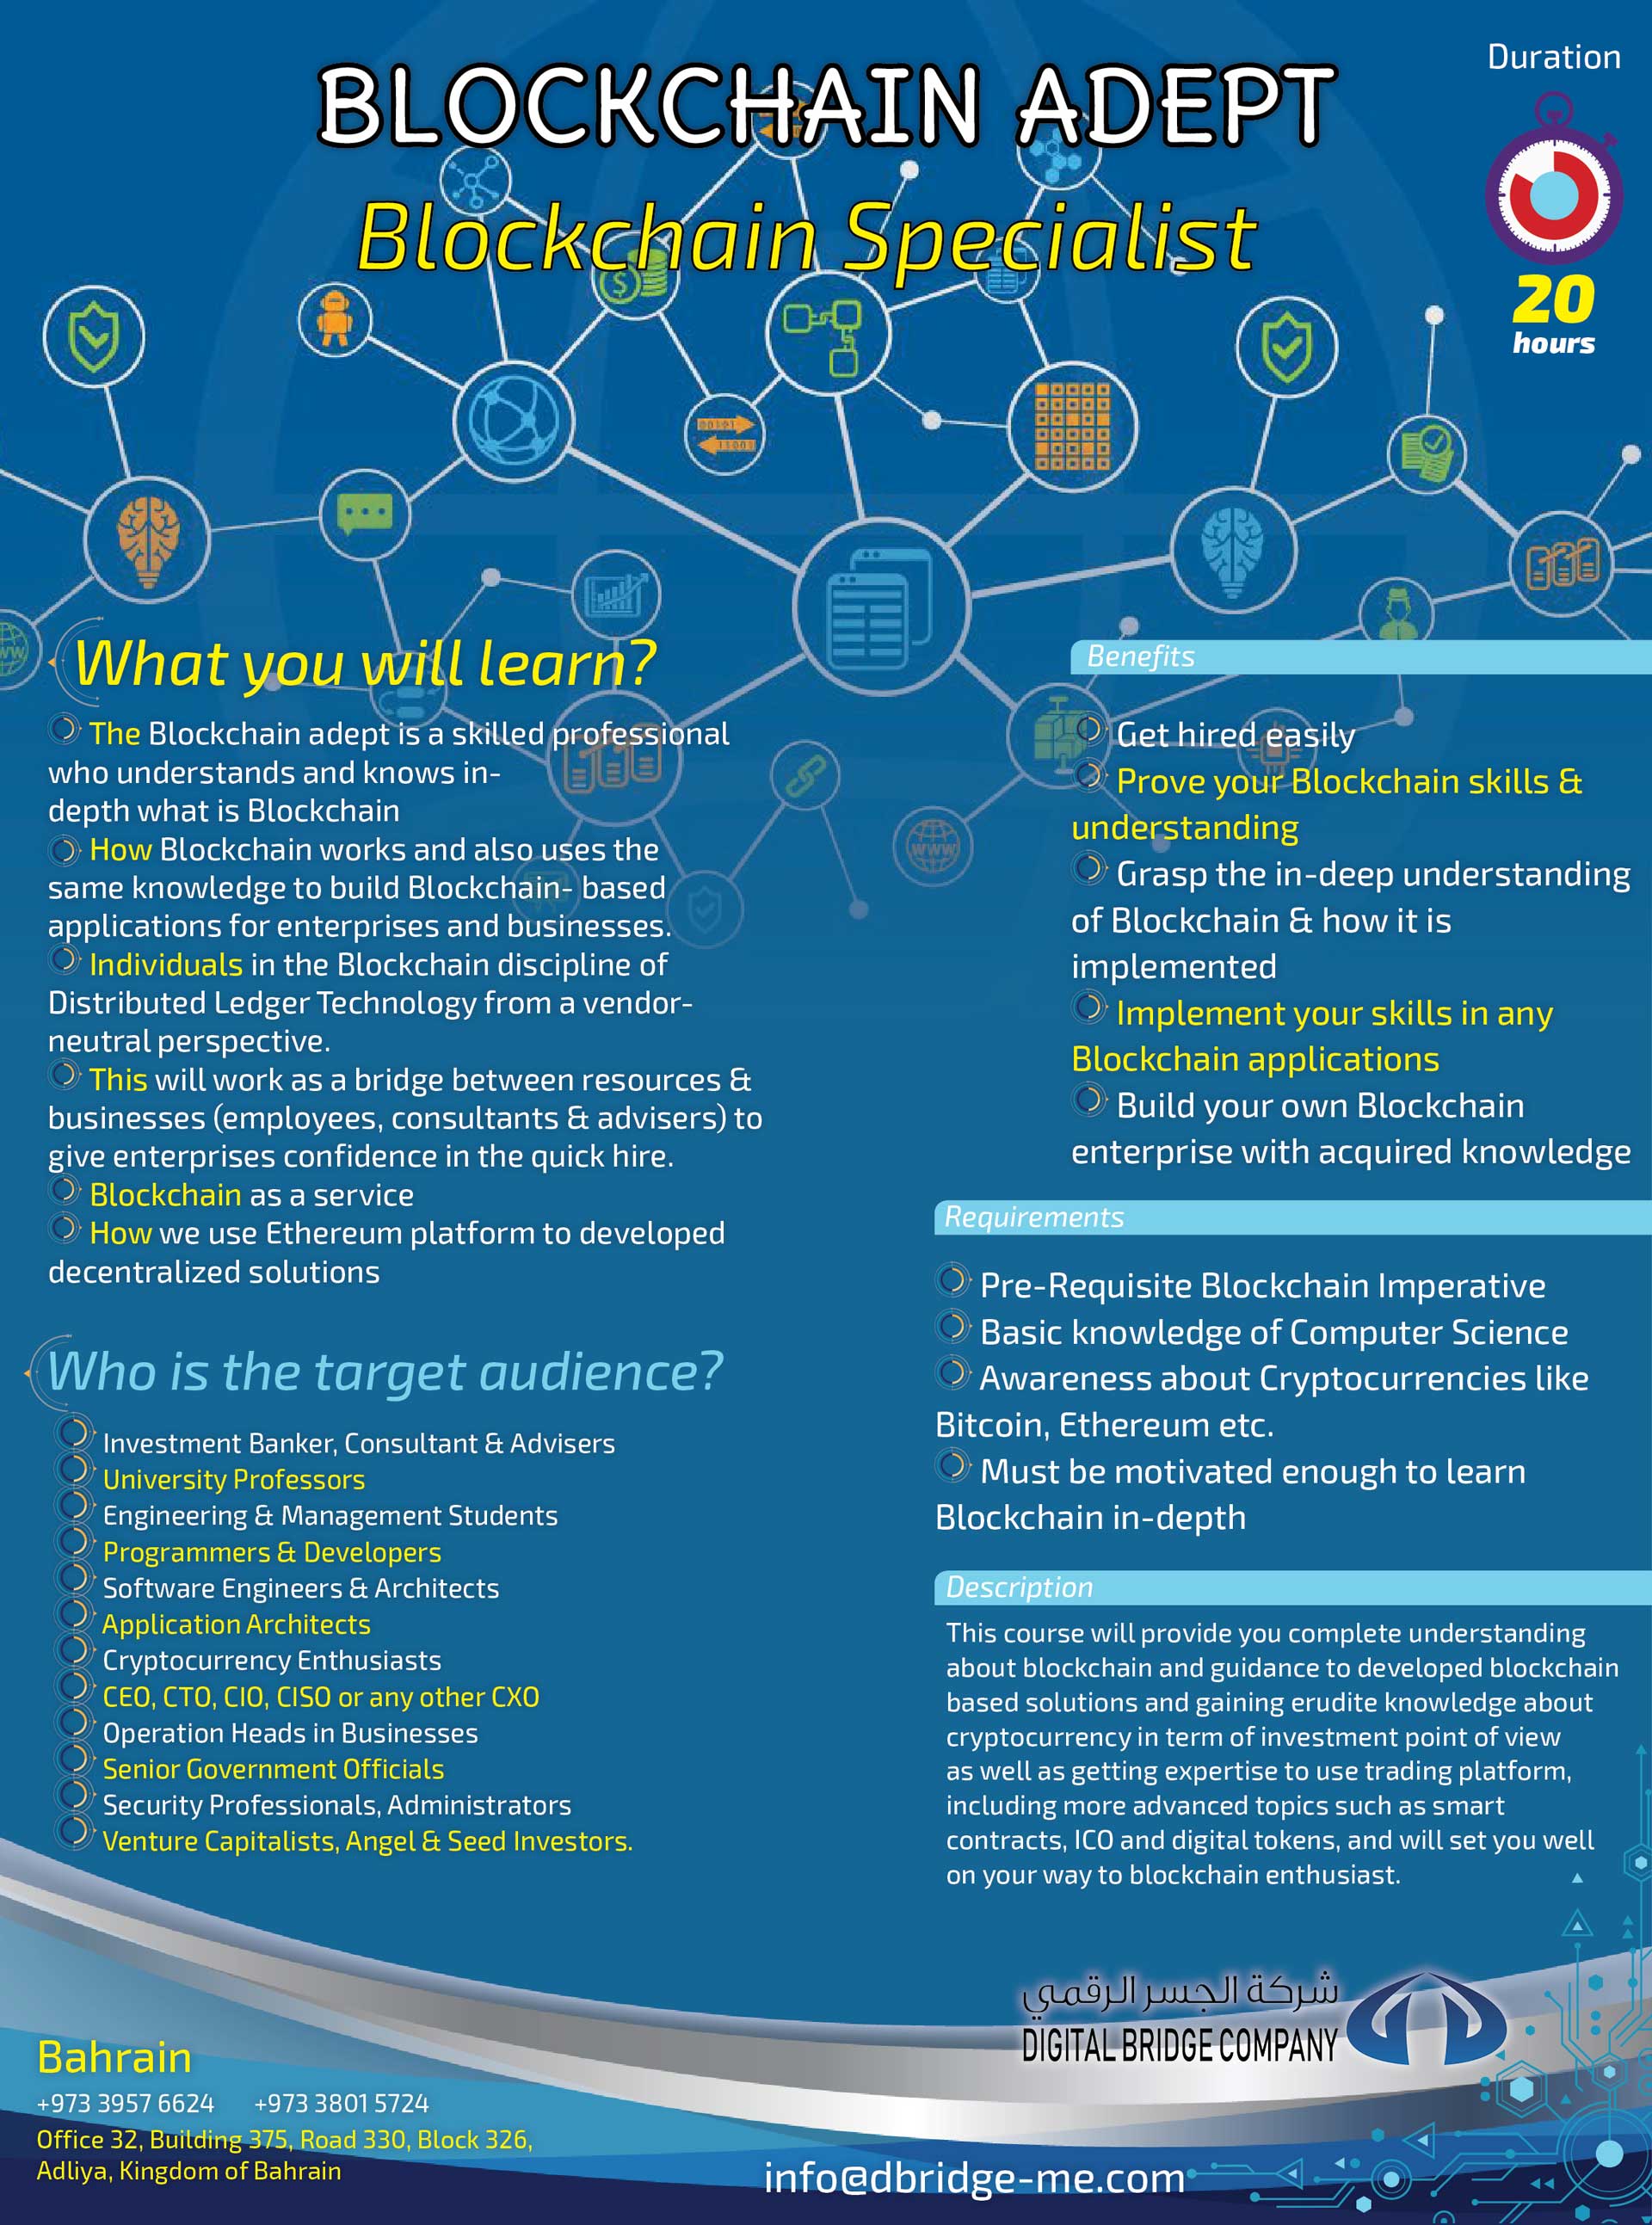 Duration
BLOCKCHAIN ADEPT
Blockchain Specialist
20
hours
What you will learn?
The Blockchain adept is a skilled professional
who understands and knows in-
depth what is Blockchain
How Blockchain works and also uses the
same knowledge to build Blockchain- based
applications for enterprises and businesses.
Individuals in the Blockchain discipline of
Distributed Ledger Technology from a vendor-
neutral perspective.
This will work as a bridge between resources &
businesses (employees, consultants & advisers) to
give enterprises confidence in the quick hire.
Blockchain as a service
How we use Ethereum platform to developed
decentralized solutions
Who is the target audience?
Investment Banker, Consultant & Advisers
University Professors
Engineering & Management Students
Programmers & Developers
Software Engineers & Architects
Application Architects
Cryptocurrency Enthusiasts
CEO, CTO, CIO, CISO or any other CXO
Operation Heads in Businesses
Senior Government Officials
Security Professionals, Administrators
Venture Capitalists, Angel & Seed Investors.
Benefits
Get hired easily
Prove your Blockchain skills &
understanding
Grasp the in-deep understanding
of Blockchain & how it is
implemented
Implement your skills in any
Blockchain applications
Build your own Blockchain
enterprise with acquired knowledge
Requirements
Pre-Requisite Blockchain Imperative
Basic knowledge of Computer Science
Awareness about Cryptocurrencies like
Bitcoin, Ethereum etc.
Must be motivated enough to learn
Blockchain in-depth
Description
This course will provide you complete understanding
about blockchain and guidance to developed blockchain
based solutions and gaining erudite knowledge about
cryptocurrency in term of investment point of view
as well as getting expertise to use trading platform,
including more advanced topics such as smart
contracts, ICO and digital tokens, and will set you well
on your way to blockchain enthusiast.
شركة الجسر الرقمي
DIGITAL BRIDGE COMPANY
Bahrain
+973 3957 6624 +973 3801 5724
Office 32, Building 375, Road 330, Block 326,
Adliya, Kingdom of Bahrain
info@dbridge-me.com
00101
11001
WWW
WW